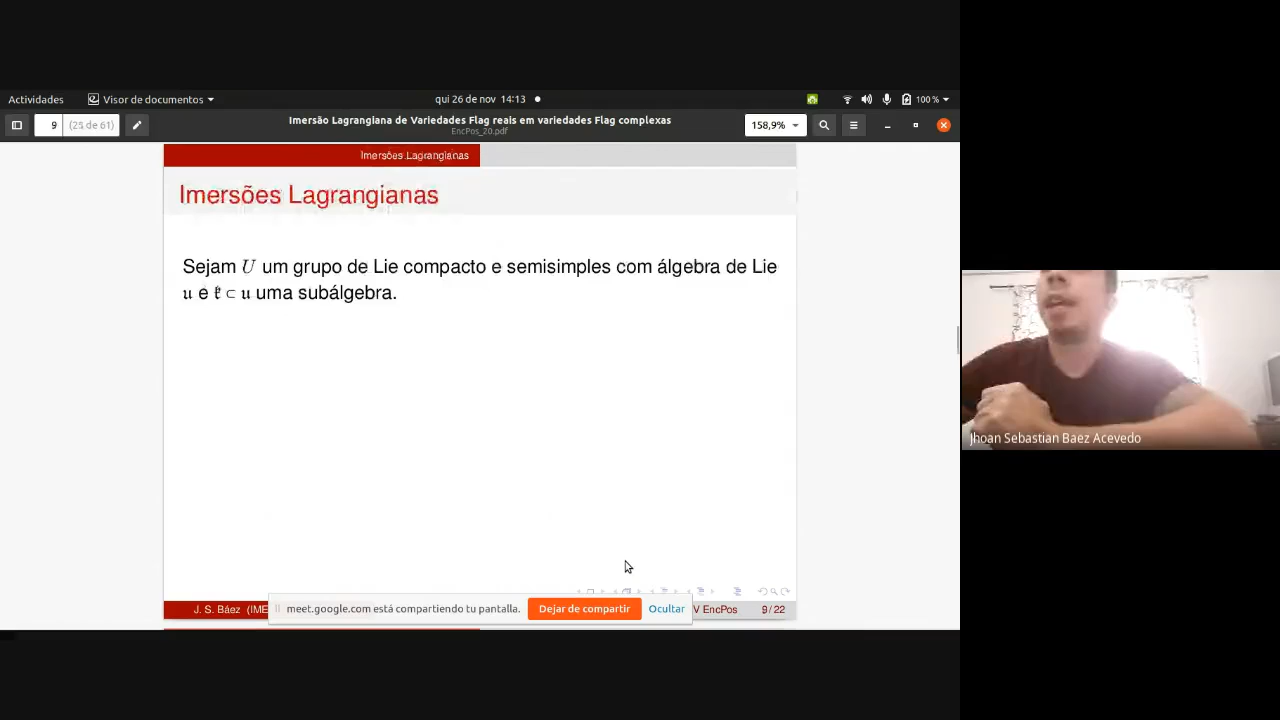 Actividades
Visor de documentos
qui 26 de nov 14:13
100 %
9
(25 de 61)
Imersão Lagrangiana de Variedades Flag reais em variedades Flag complexas
EncPos_20.pdf
158,9%
Imersões Lagrangianas
Imersões Lagrangianas
Sejam U um grupo de Lie compacto e semisimples com álgebra de Lie
𝔲 e 𝔨 ⊂ 𝔲 uma subálgebra.
Jhoan Sebastian Baez Acevedo
J. S. Báez (IME
meet.google.com está compartiendo tu pantalla.
Dejar de compartir
Ocultar
V EncPos
9 / 22